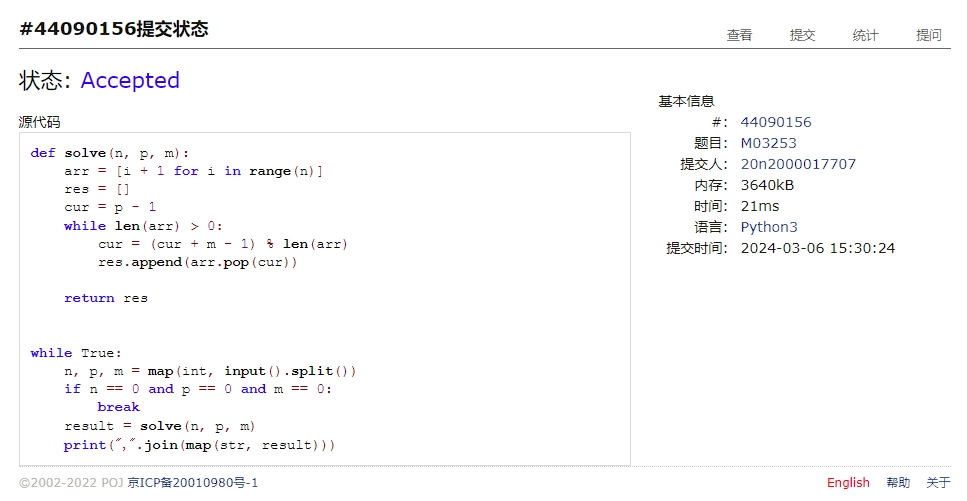 #44090156提交状态
查看 提交 统计 提问
状态: Accepted
源代码
def solve(n, p, m):
    arr = [i + 1 for i in range(n)]
    res = []
    cur = p - 1
    while len(arr) > 0:
        cur = (cur + m - 1) % len(arr)
        res.append(arr.pop(cur))

    return res


while True:
    n, p, m = map(int, input().split())
    if n == 0 and p == 0 and m == 0:
        break
    result = solve(n, p, m)
    print(",".join(map(str, result)))
基本信息
#: 44090156
题目: M03253
提交人: 20n2000017707
内存: 3640kB
时间: 21ms
语言: Python3
提交时间: 2024-03-06 15:30:24
©2002-2022 POJ 京ICP备20010980号-1
English 帮助 关于